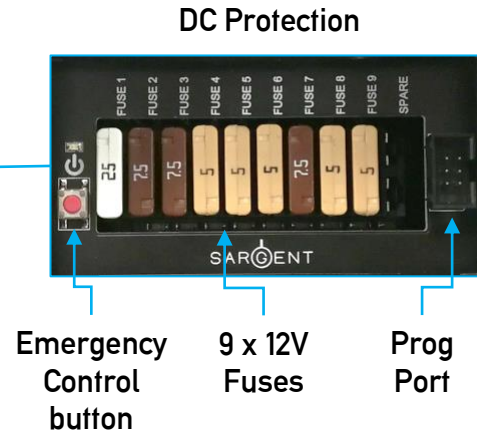 DC Protection
FUSE 1
FUSE 2
FUSE 3
FUSE 4
FUSE 5
FUSE 6
FUSE 7
FUSE 8
FUSE 9
SPARE
25
7.5
7.5
5
5
5
7.5
5
5
SARGENT
Emergency
Control
button
9 x 12V
Fuses
Prog
Port